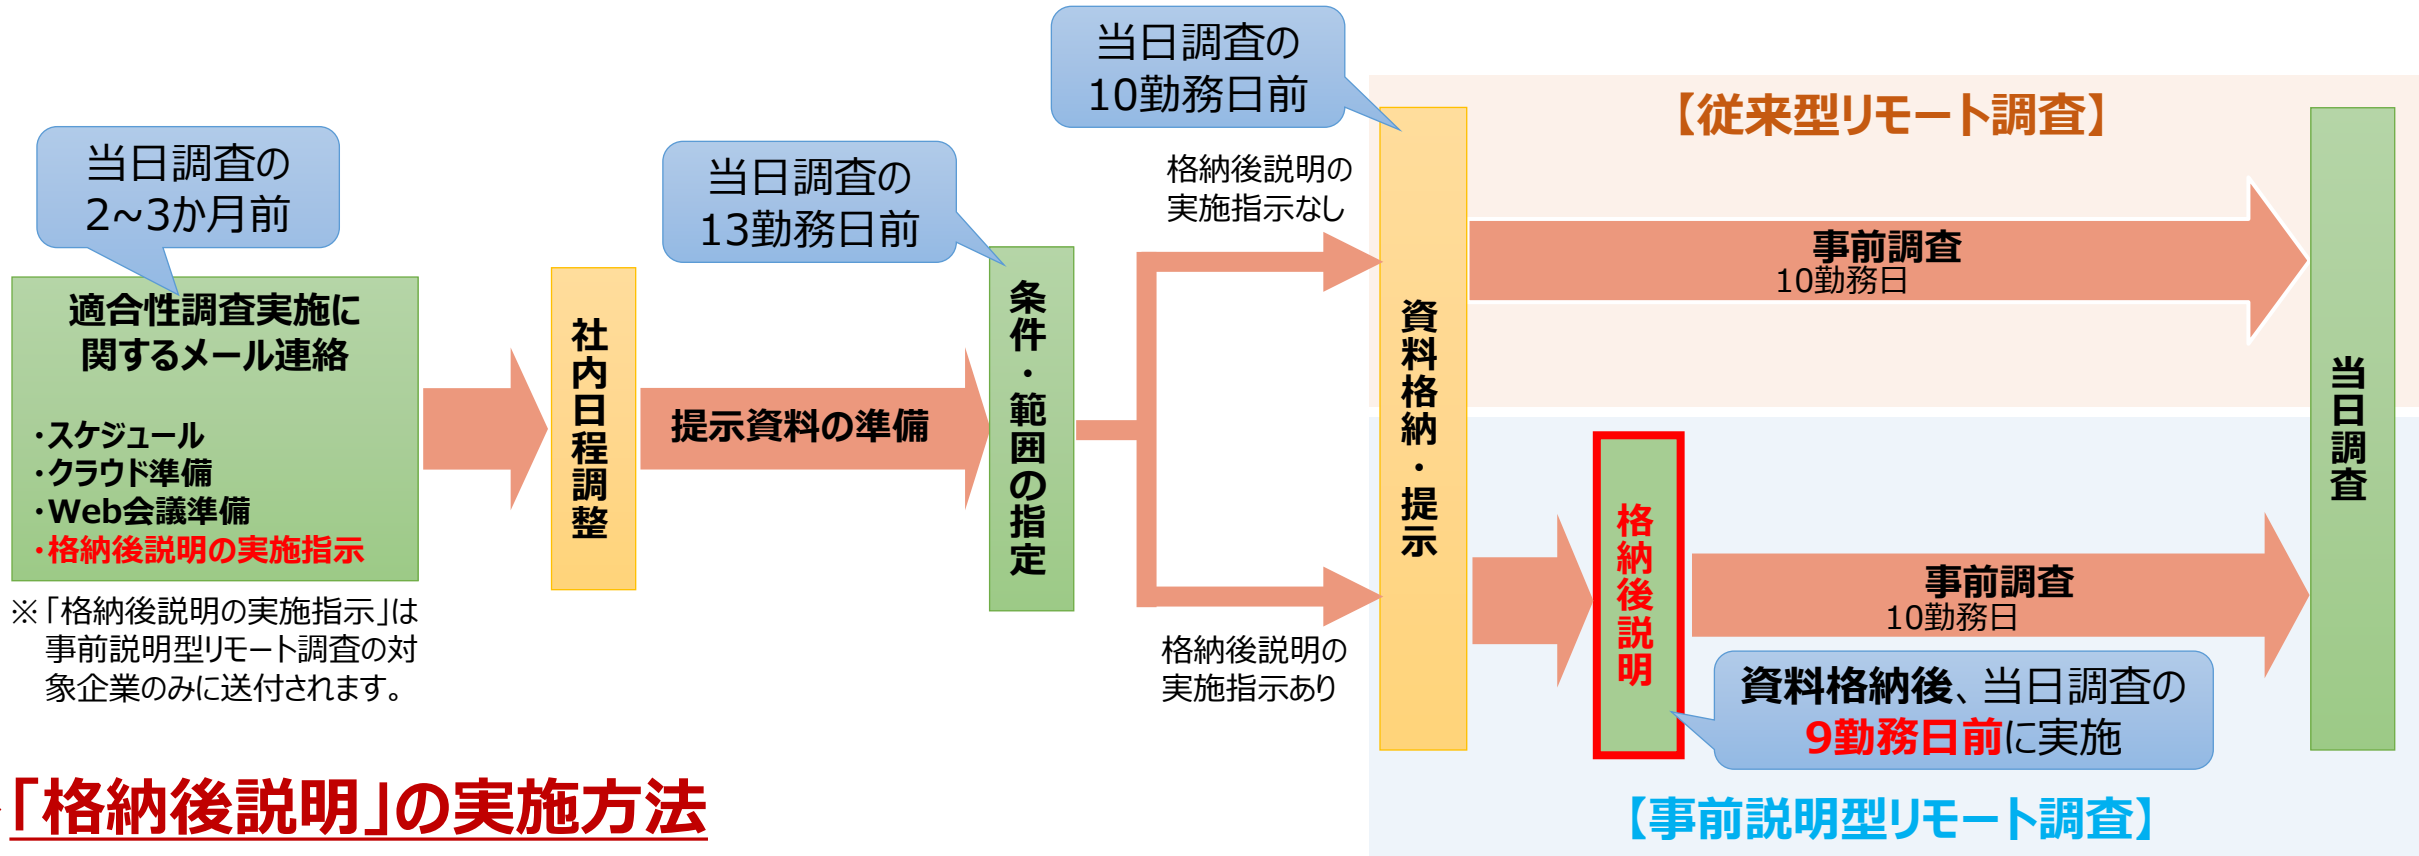 当日調査の
2~3か月前
適合性調査実施に
関するメール連絡
・スケジュール
・クラウド準備
・Web会議準備
・格納後説明の実施指示
※「格納後説明の実施指示」は
事前説明型リモート調査の対
象企業のみに送付されます。
社内日程調整
提示資料の準備
当日調査の
13勤務日前
条件・範囲の指定
格納後説明の
実施指示なし
格納後説明の
実施指示あり
当日調査の
10勤務日前
資料格納・提示
【従来型リモート調査】
事前調査
10勤務日
格納後説明
事前調査
10勤務日
資料格納後、当日調査の
9勤務日前に実施
【事前説明型リモート調査】
当日調査
「格納後説明」の実施方法